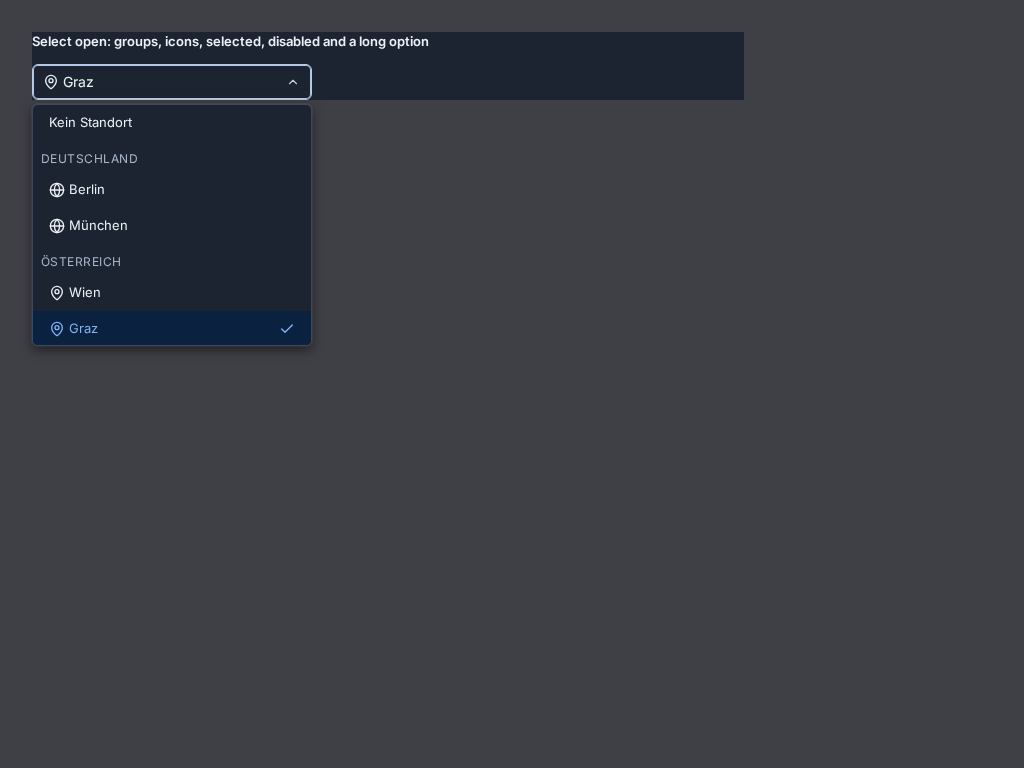 Select open: groups, icons, selected, disabled and a long option
Graz
Kein Standort
DEUTSCHLAND
Berlin
München
ÖSTERREICH
Wien
Graz